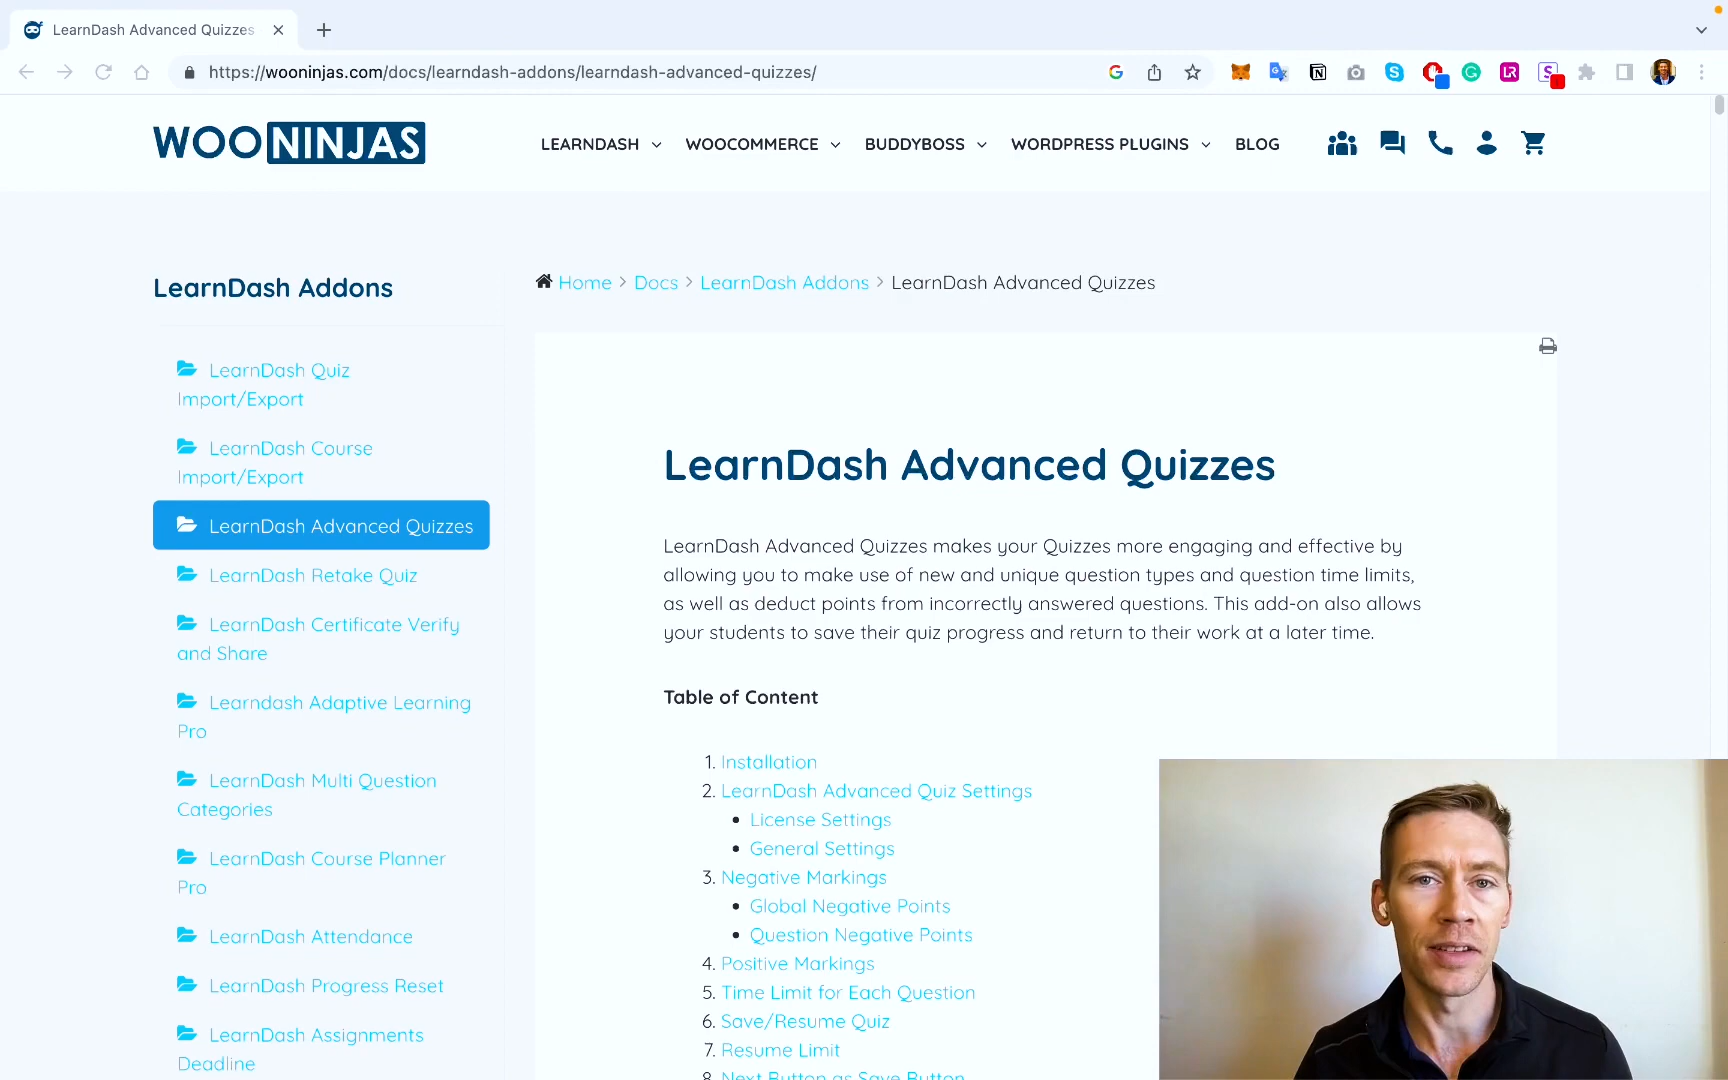 LearnDash Advanced Quizzes
https://wooninjas.com/docs/learndash-addons/learndash-advanced-quizzes/
WOONINJAS
LEARNDASH
WOOCOMMERCE
BUDDYBOSS
WORDPRESS PLUGINS
BLOG
LearnDash Addons
LearnDash Quiz
Import/Export
LearnDash Course
Import/Export
LearnDash Advanced Quizzes
LearnDash Retake Quiz
LearnDash Certificate Verify
and Share
Learndash Adaptive Learning
Pro
LearnDash Multi Question
Categories
LearnDash Course Planner
Pro
LearnDash Attendance
LearnDash Progress Reset
LearnDash Assignments
Deadline
Home > Docs > LearnDash Addons > LearnDash Advanced Quizzes
LearnDash Advanced Quizzes
LearnDash Advanced Quizzes makes your Quizzes more engaging and effective by
allowing you to make use of new and unique question types and question time limits,
as well as deduct points from incorrectly answered questions. This add-on also allows
your students to save their quiz progress and return to their work at a later time.
Table of Content
1. Installation
2. LearnDash Advanced Quiz Settings
• License Settings
• General Settings
3. Negative Markings
• Global Negative Points
• Question Negative Points
4. Positive Markings
5. Time Limit for Each Question
6. Save/Resume Quiz
7. Resume Limit
8. Next Button as Save Button